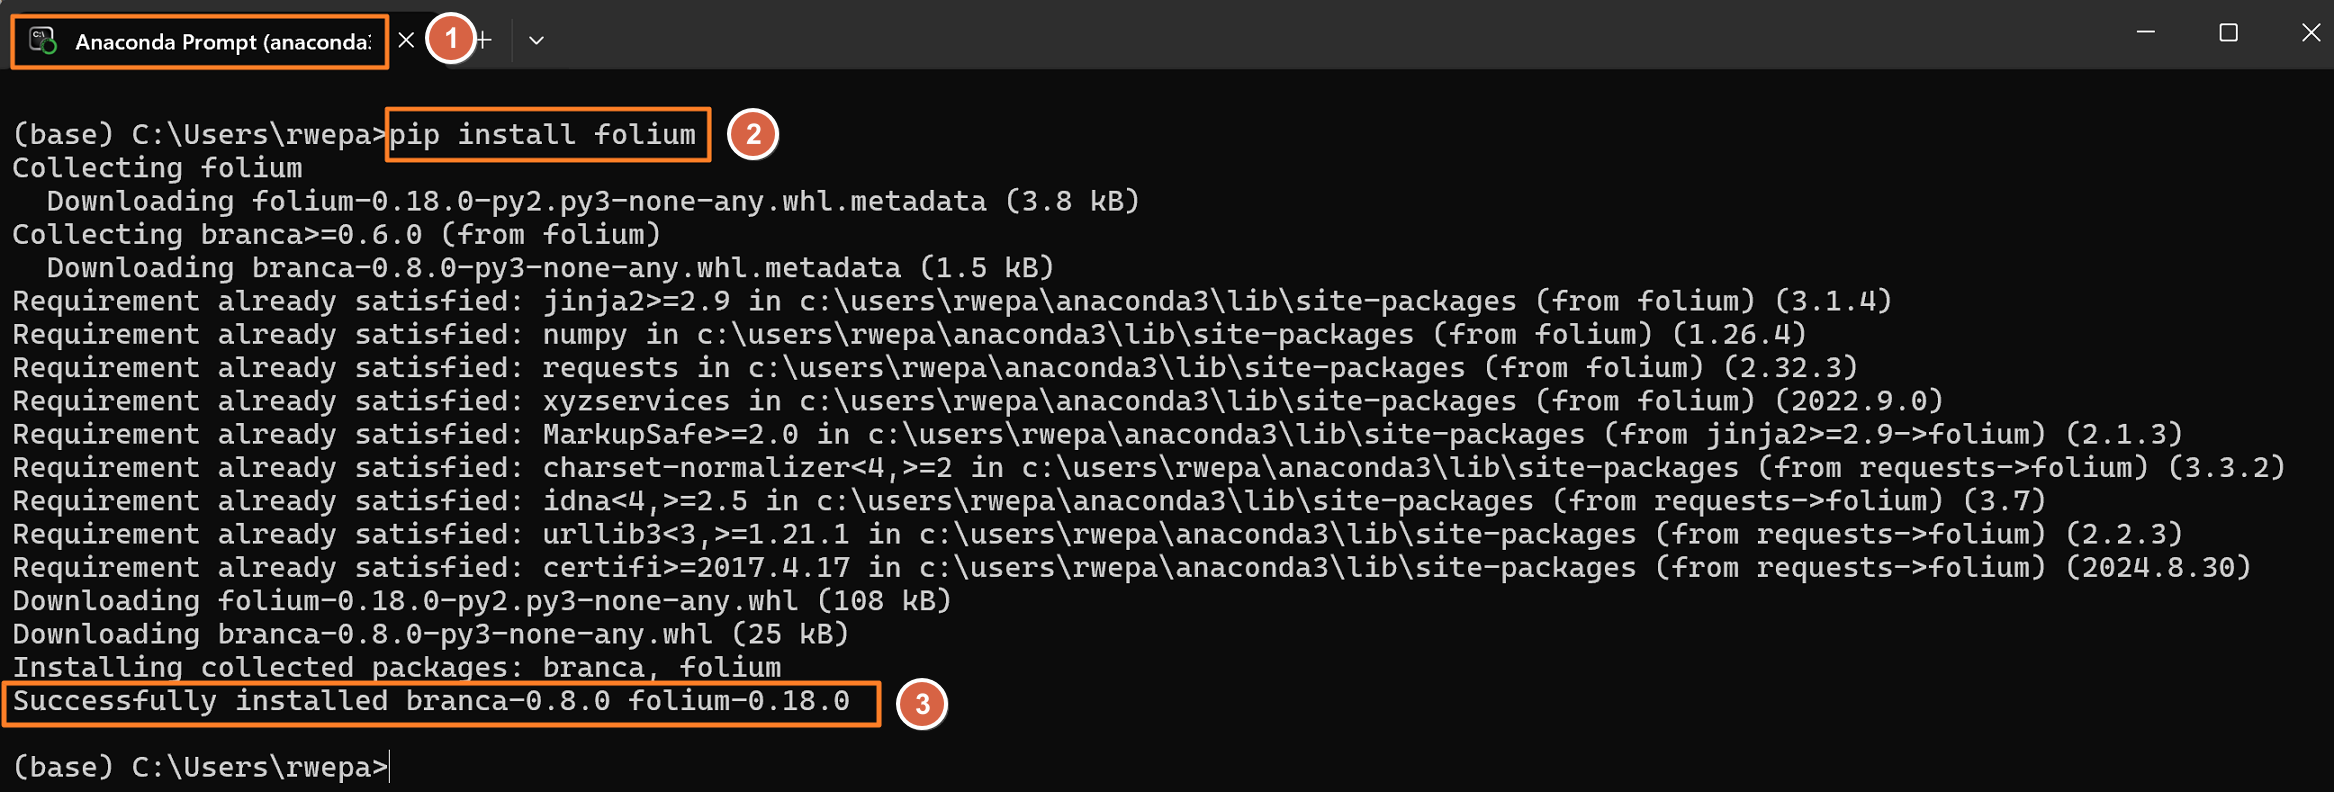 Anaconda Prompt (anaconda3
1
(base) C:\Users\rwepa>pip install folium
2
Collecting folium
  Downloading folium-0.18.0-py2.py3-none-any.whl.metadata (3.8 kB)
Collecting branca>=0.6.0 (from folium)
  Downloading branca-0.8.0-py3-none-any.whl.metadata (1.5 kB)
Requirement already satisfied: jinja2>=2.9 in c:\users\rwepa\anaconda3\lib\site-packages (from folium) (3.1.4)
Requirement already satisfied: numpy in c:\users\rwepa\anaconda3\lib\site-packages (from folium) (1.26.4)
Requirement already satisfied: requests in c:\users\rwepa\anaconda3\lib\site-packages (from folium) (2.32.3)
Requirement already satisfied: xyzservices in c:\users\rwepa\anaconda3\lib\site-packages (from folium) (2022.9.0)
Requirement already satisfied: MarkupSafe>=2.0 in c:\users\rwepa\anaconda3\lib\site-packages (from jinja2>=2.9->folium) (2.1.3)
Requirement already satisfied: charset-normalizer<4,>=2 in c:\users\rwepa\anaconda3\lib\site-packages (from requests->folium) (3.3.2)
Requirement already satisfied: idna<4,>=2.5 in c:\users\rwepa\anaconda3\lib\site-packages (from requests->folium) (3.7)
Requirement already satisfied: urllib3<3,>=1.21.1 in c:\users\rwepa\anaconda3\lib\site-packages (from requests->folium) (2.2.3)
Requirement already satisfied: certifi>=2017.4.17 in c:\users\rwepa\anaconda3\lib\site-packages (from requests->folium) (2024.8.30)
Downloading folium-0.18.0-py2.py3-none-any.whl (108 kB)
Downloading branca-0.8.0-py3-none-any.whl (25 kB)
Installing collected packages: branca, folium
Successfully installed branca-0.8.0 folium-0.18.0
3
(base) C:\Users\rwepa>